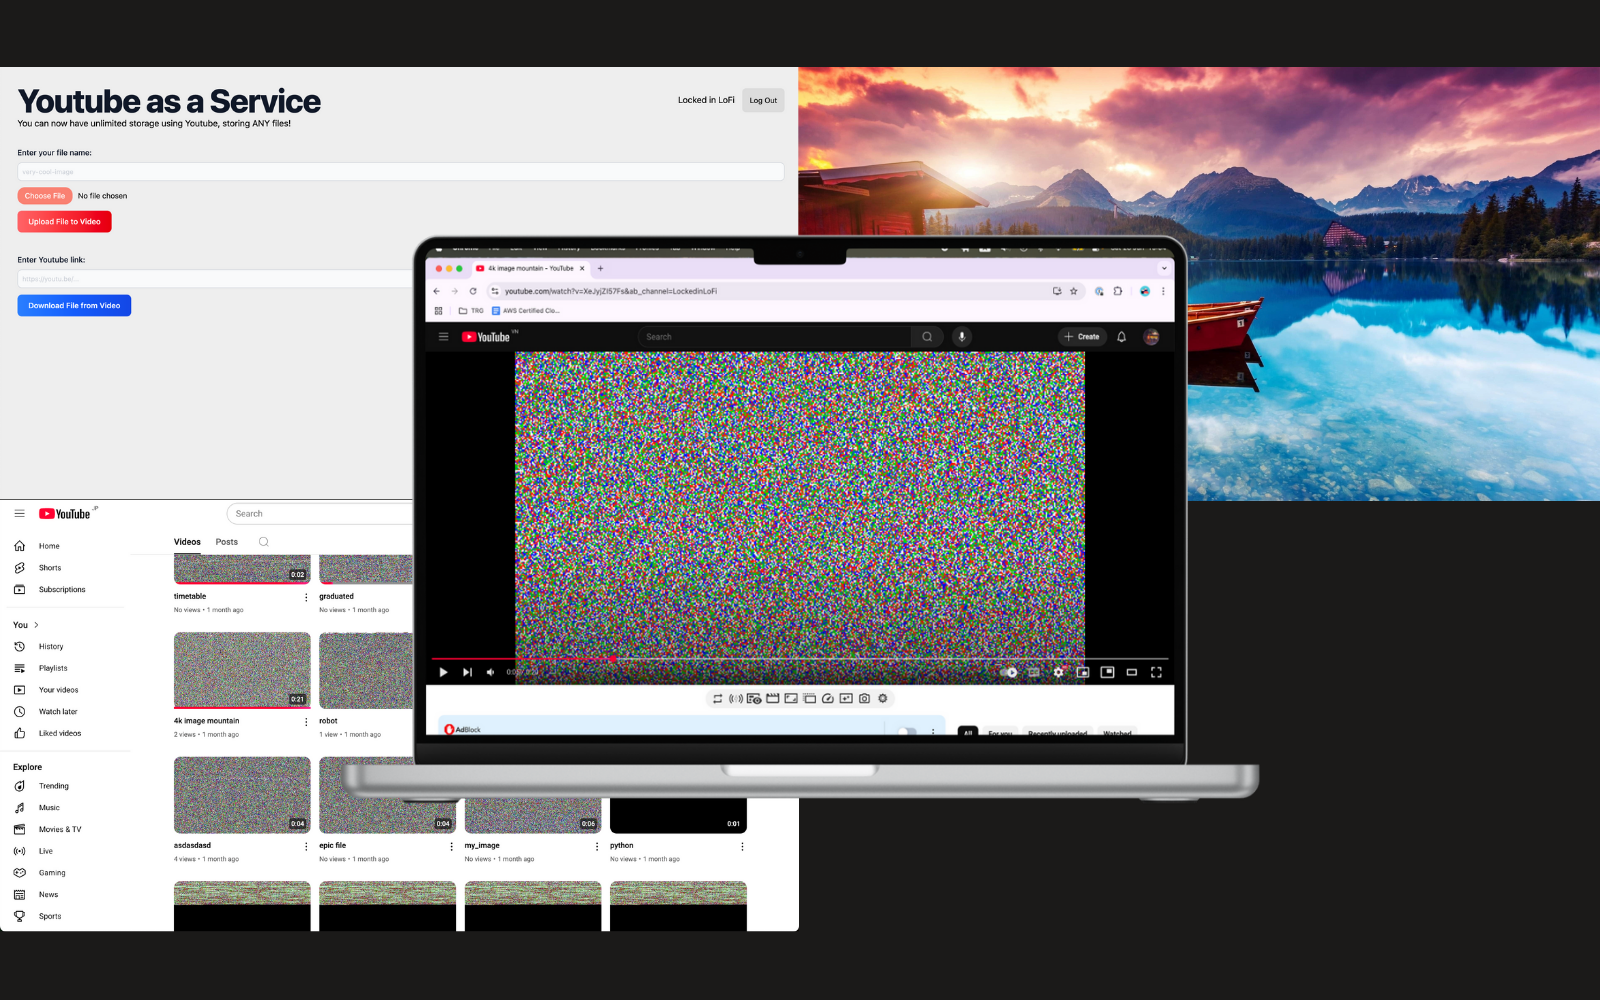 Youtube as a Service
You can now have unlimited storage using Youtube, storing ANY files!
Locked in LoFi
Log Out
Enter your file name:
very-cool-image
Choose File
No file chosen
Upload File to Video
Enter Youtube link:
https://youtu.be/...
Download File from Video
4k image mountain - YouTube
youtube.com/watch?v=XeJyjZI57Fs&ab_channel=LockedinLoFi
TRG
AWS Certified Clo...
YouTube VN
Search
Create
AdBlock
All
For you
Recently uploaded
Watched
YouTube JP
Search
Home
Shorts
Subscriptions
You
History
Playlists
Your videos
Watch later
Liked videos
Explore
Trending
Music
Movies & TV
Live
Gaming
News
Sports
Videos
Posts
0:02
timetable
No views • 1 month ago
graduated
No views • 1 month ago
0:21
4k image mountain
2 views • 1 month ago
robot
1 view • 1 month ago
0:04
asdasdasd
4 views • 1 month ago
0:04
epic file
No views • 1 month ago
0:06
my_image
No views • 1 month ago
0:01
python
No views • 1 month ago
1